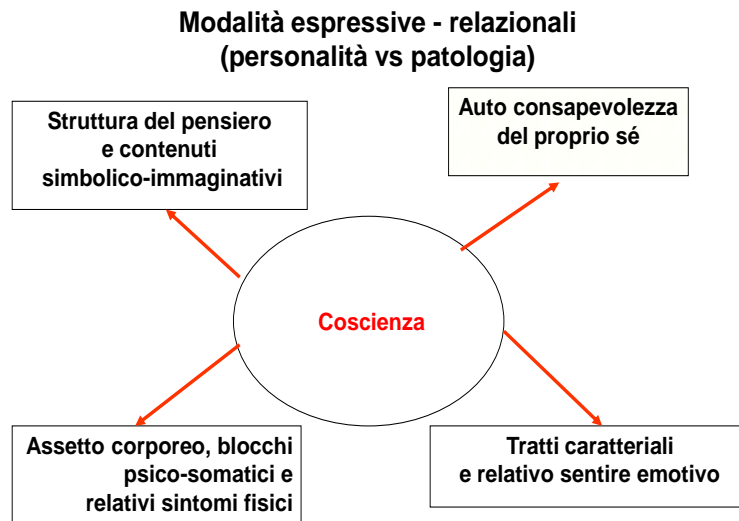 Modalità espressive - relazionali
(personalità vs patologia)
Struttura del pensiero
e contenuti
simbolico-immaginativi
Auto consapevolezza
del proprio sé
Coscienza
Assetto corporeo, blocchi
psico-somatici e
relativi sintomi fisici
Tratti caratteriali
e relativo sentire emotivo